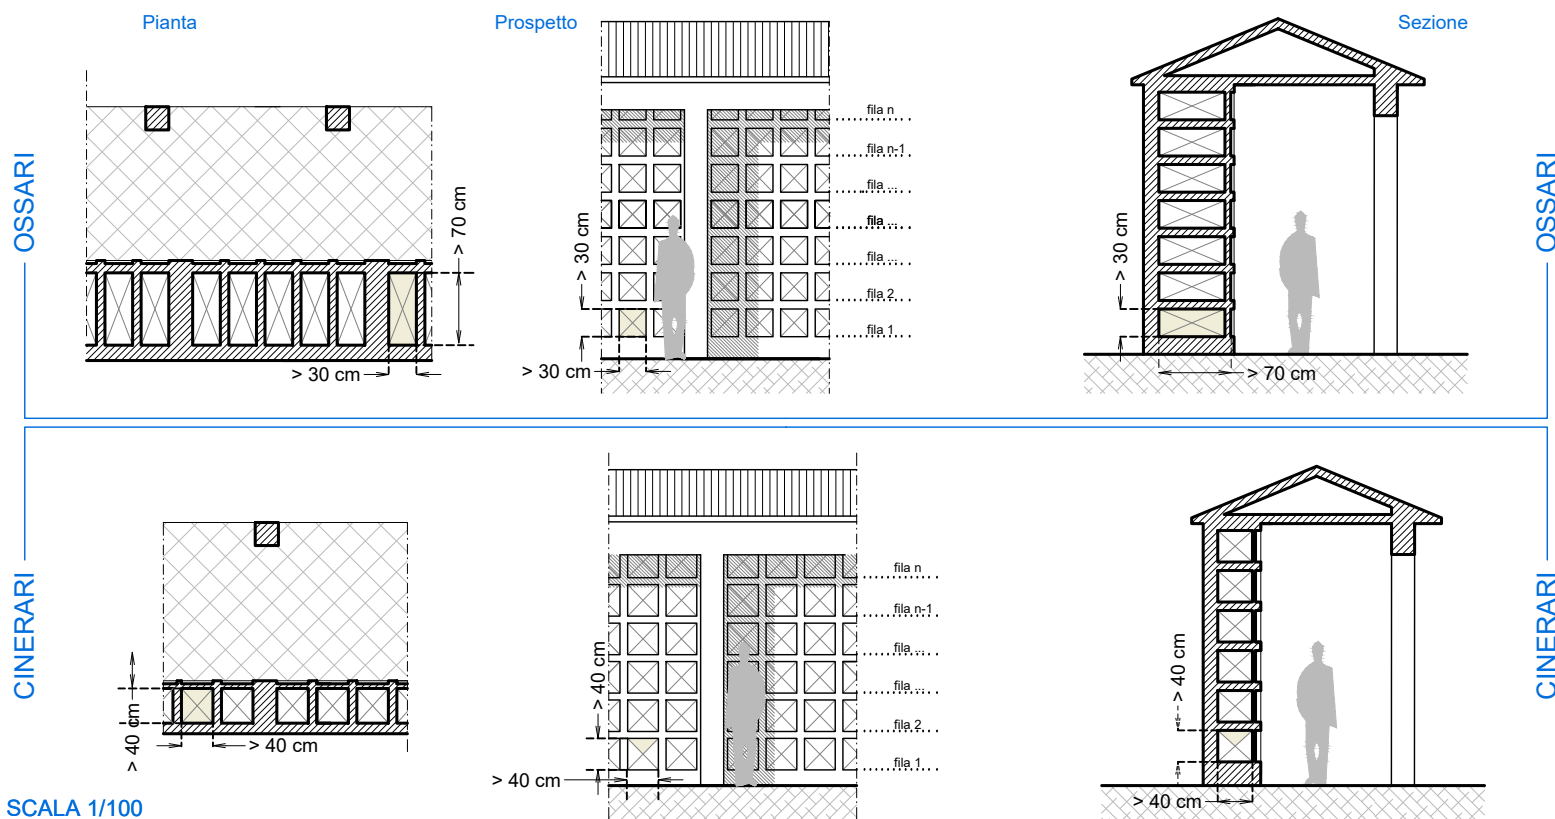 Pianta
Prospetto
Sezione
OSSARI
> 70 cm
> 30 cm
> 30 cm
> 30 cm
fila n
fila n-1
fila ...
fila ...
fila ...
fila 2
fila 1
> 30 cm
> 70 cm
OSSARI
CINERARI
> 40 cm
> 40 cm
> 40 cm
> 40 cm
fila n
fila n-1
fila ...
fila ...
fila 2
fila 1
> 40 cm
> 40 cm
CINERARI
SCALA 1/100